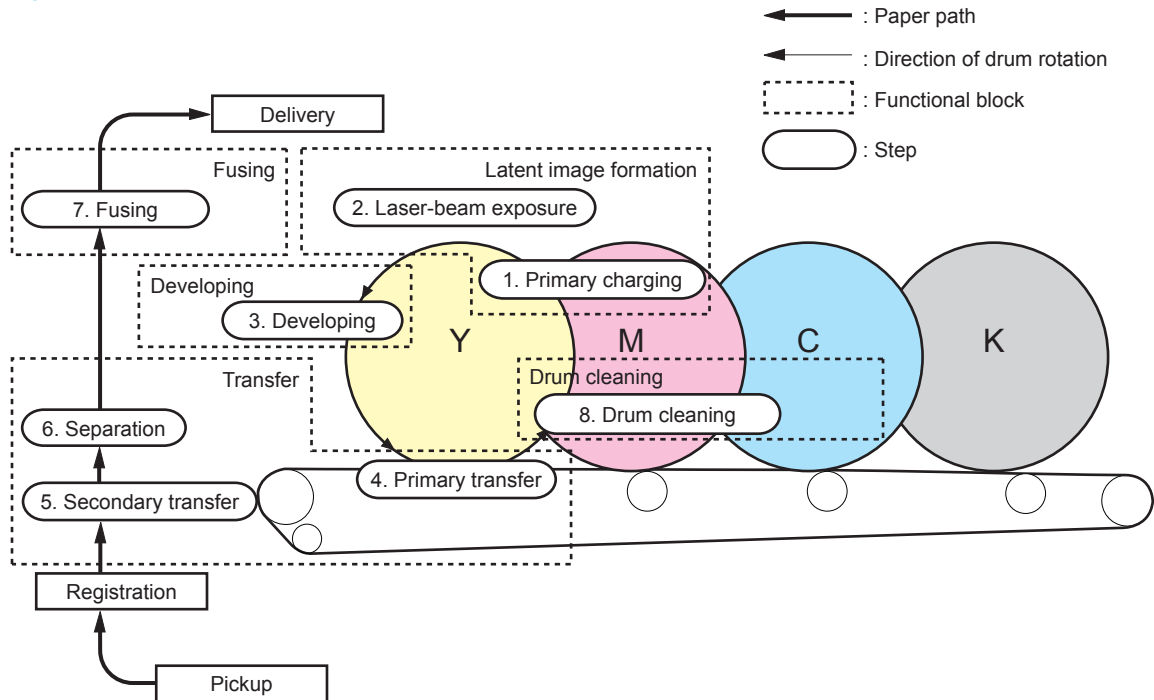 : Paper path
: Direction of drum rotation
: Functional block
: Step
Delivery
Fusing
7. Fusing
Latent image formation
2. Laser-beam exposure
1. Primary charging
Developing
3. Developing
Y
M
C
K
Transfer
Drum cleaning
8. Drum cleaning
6. Separation
4. Primary transfer
5. Secondary transfer
Registration
Pickup